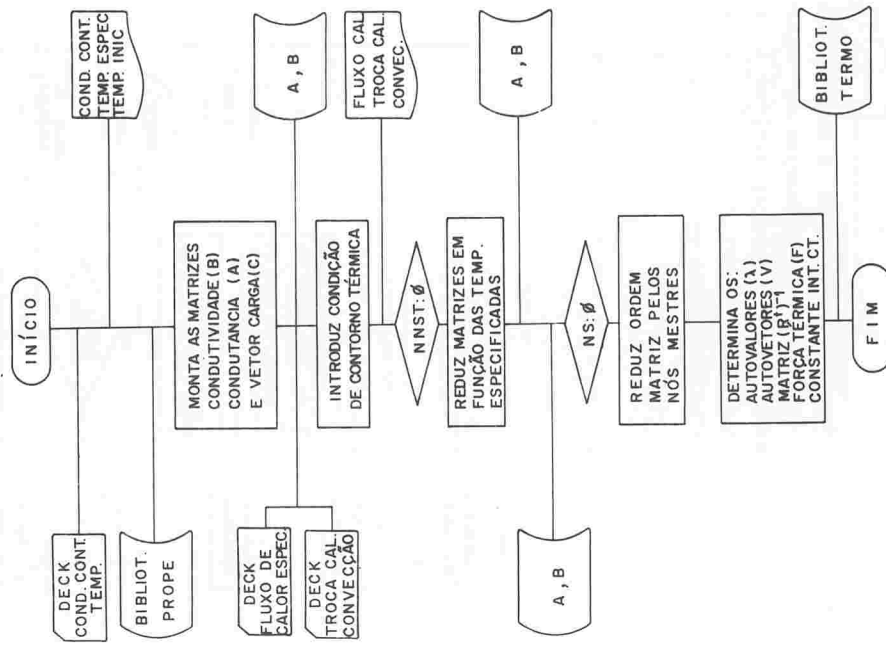 INÍCIO
DECK
COND. CONT.
TEMP.
COND. CONT.
TEMP. ESPEC
TEMP. INIC
BIBLIOT.
PROPE
MONTA AS MATRIZES
CONDUTIVIDADE (B)
CONDUTANCIA (A)
E VETOR CARGA (C)
DECK
FLUXO DE
CALOR ESPEC.
DECK
TROCA CAL.
CONVECÇÃO
A , B
INTRODUZ CONDIÇÃO
DE CONTORNO TÉRMICA
FLUXO CAL
TROCA CAL.
CONVEC.
NNST:Ø
REDUZ MATRIZES EM
FUNÇÃO DAS TEMP.
ESPECIFICADAS
A , B
A , B
NS:Ø
REDUZ ORDEM
MATRIZ PELOS
NÓS MESTRES
DETERMINA OS:
AUTOVALORES (λ)
AUTOVETORES (V)
MATRIZ (Rᵗ)⁻¹
FORÇA TÉRMICA (F)
CONSTANTE INT. CT.
BIBLIOT.
TERMO
FIM